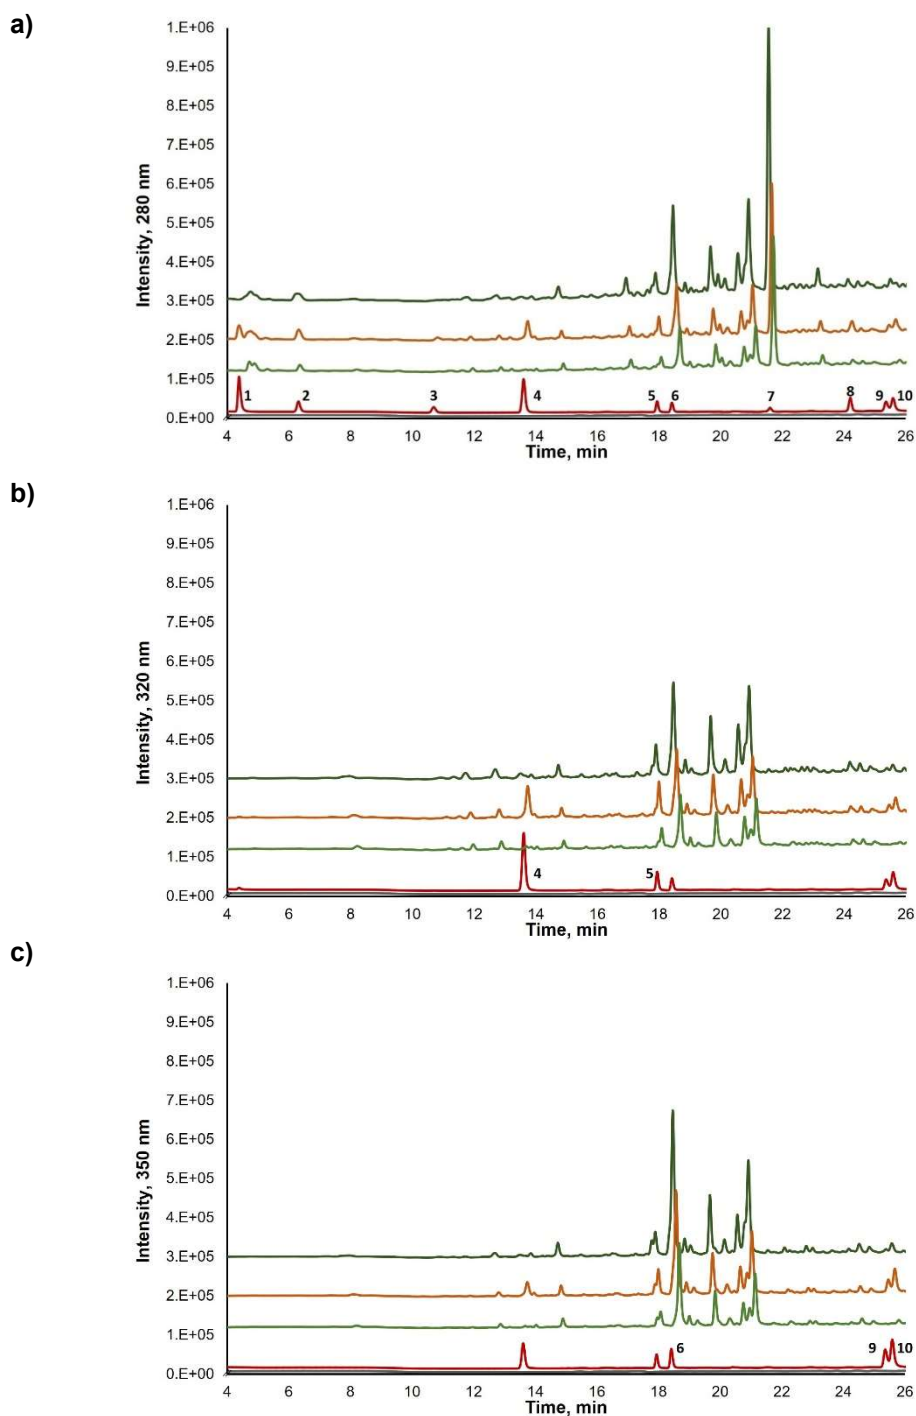 a)
1.E+06
9.E+05
8.E+05
7.E+05
6.E+05
5.E+05
4.E+05
3.E+05
2.E+05
1.E+05
0.E+00
Intensity, 280 nm
1 2 3 4 5 6 7 8 9 10
4 6 8 10 12 14 16 18 20 22 24 26
Time, min
b)
1.E+06
9.E+05
8.E+05
7.E+05
6.E+05
5.E+05
4.E+05
3.E+05
2.E+05
1.E+05
0.E+00
Intensity, 320 nm
4 5
4 6 8 10 12 14 16 18 20 22 24 26
Time, min
c)
1.E+06
9.E+05
8.E+05
7.E+05
6.E+05
5.E+05
4.E+05
3.E+05
2.E+05
1.E+05
0.E+00
Intensity, 350 nm
6 9 10
4 6 8 10 12 14 16 18 20 22 24 26
Time, min